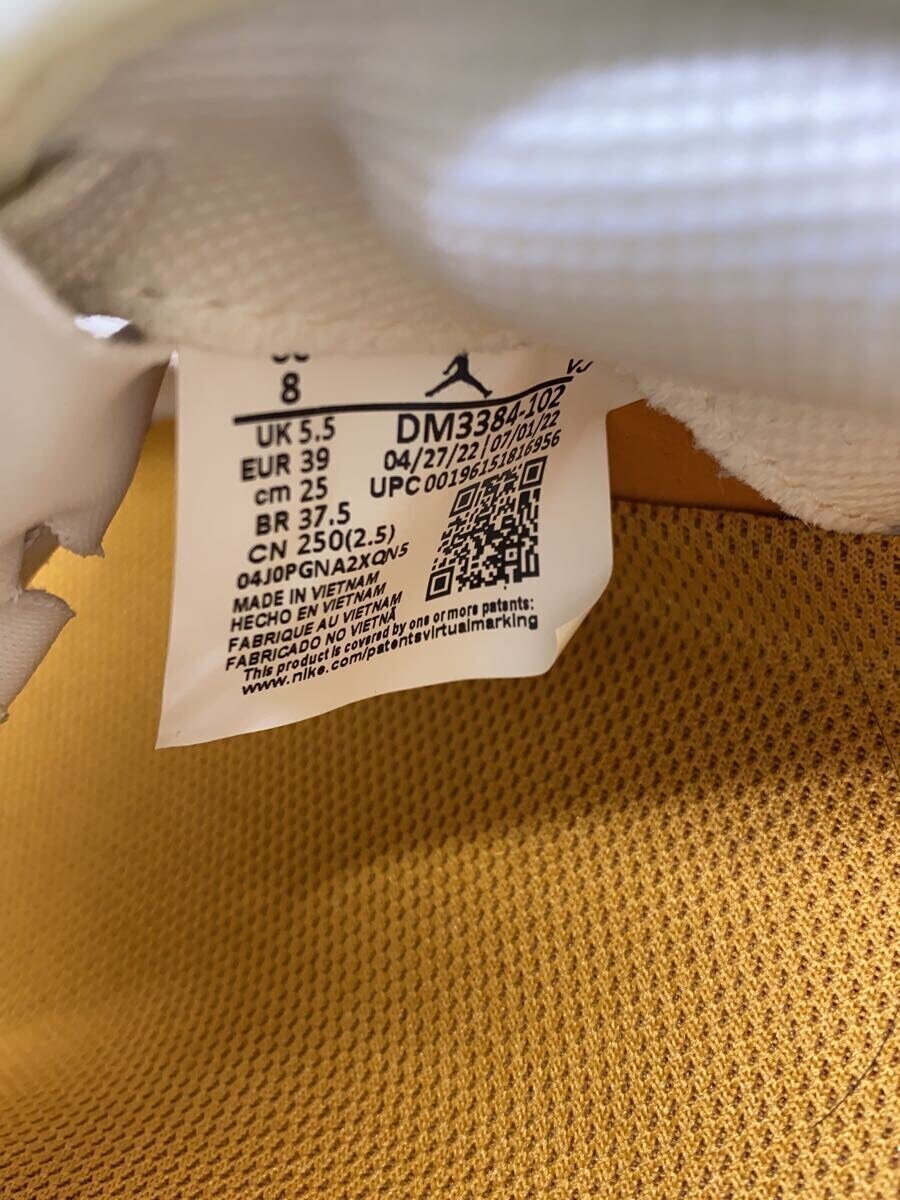 8
VJ
UK 5.5
DM3384-102
EUR 39
04/27/22 | 07/01/22
cm 25
UPC 00196151816956
BR 37.5
CN 250(2.5)
04J0PGNA2XQN5
MADE IN VIETNAM
HECHO EN VIETNAM
FABRIQUE AU VIETNAM
FABRICADO NO VIETNÃ
This product is covered by one or more patents:
www.nike.com/patentsvirtualmarking